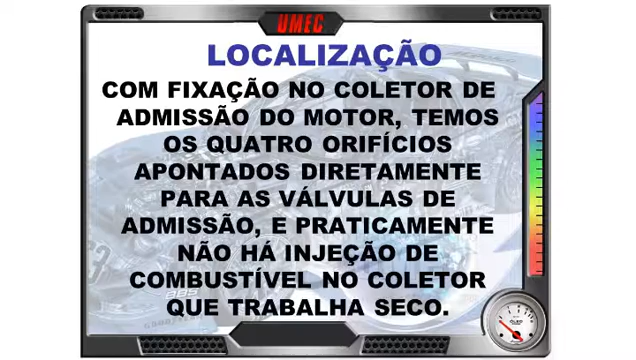 UMEC
LOCALIZAÇÃO
COM FIXAÇÃO NO COLETOR DE
ADMISSÃO DO MOTOR, TEMOS
OS QUATRO ORIFÍCIOS
APONTADOS DIRETAMENTE
PARA AS VÁLVULAS DE
ADMISSÃO, E PRATICAMENTE
NÃO HÁ INJEÇÃO DE
COMBUSTÍVEL NO COLETOR
QUE TRABALHA SECO.